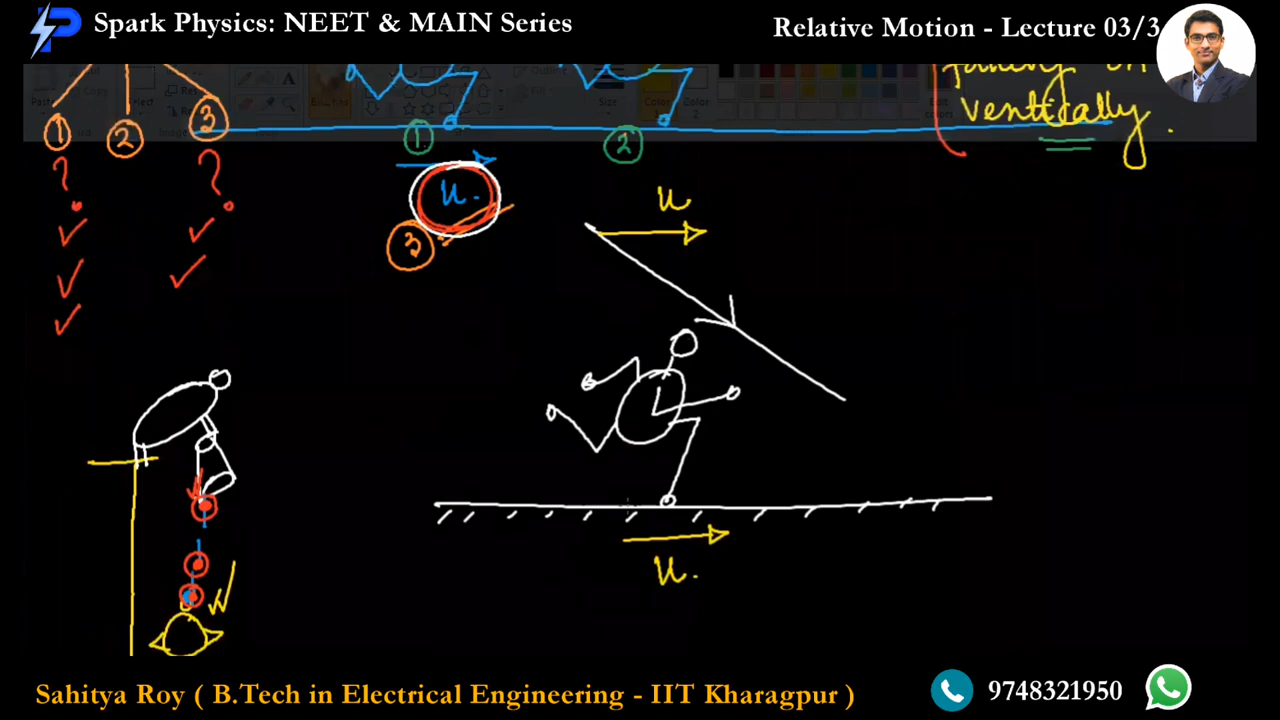 Spark Physics: NEET & MAIN Series
Relative Motion - Lecture 03/3
vertically.
① ② ③
① ②
? ?
u.
③
u
u.
Sahitya Roy ( B.Tech in Electrical Engineering - IIT Kharagpur )
9748321950